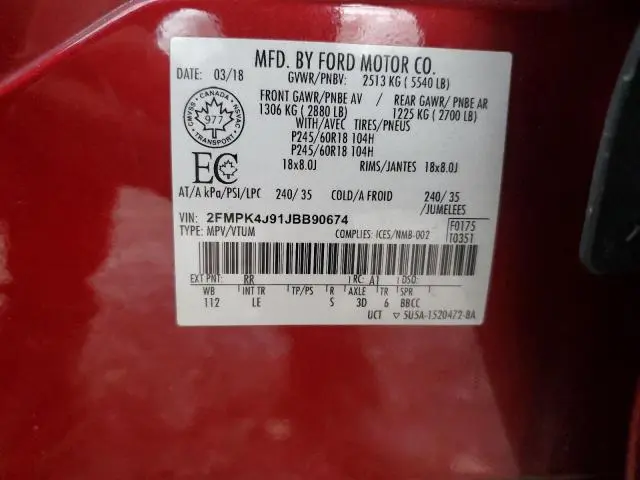 MFD. BY FORD MOTOR CO.
DATE: 03/18 GVWR/PNBV: 2513 KG ( 5540 LB)
FRONT GAWR/PNBE AV / REAR GAWR / PNBE AR
1306 KG ( 2880 LB) 1225 KG ( 2700 LB)
WITH/AVEC TIRES/PNEUS
P245/60R18 104H
P245/60R18 104H
18x8.0J RIMS/JANTES 18x8.0J
CANADA
CMVSS - NSVAC
977
TRANSPORT
EC
AT/A kPa/PSI/LPC 240/ 35 COLD/A FROID 240/ 35
/JUMELEES
VIN: 2FMPK4J91JBB90674
TYPE: MPV/VTUM COMPLIES: ICES/NMB-002
F0175
T0351
EXT PNT: RR RC: A1 DSO:
WB INT TR TP/PS R AXLE TR SPR
112 LE S 3D 6 BBCC
UCT ▽ 5U5A-1520472-BA